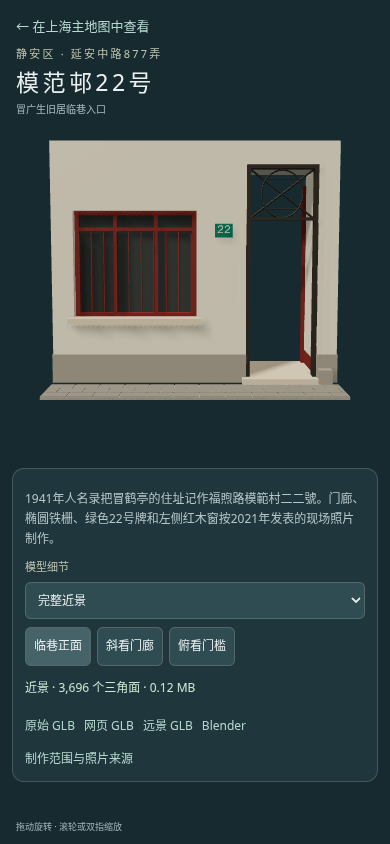 ← 在上海主地图中查看
静安区 · 延安中路877弄
模范邨22号
冒广生旧居临巷入口
22
1941年人名录把冒鹤亭的住址记作福煦路模範村二二號。门廊、
椭圆铁栅、绿色22号牌和左侧红木窗按2021年发表的现场照片
制作。
模型细节
完整近景
临巷正面 斜看门廊 俯看门槛
近景 · 3,696 个三角面 · 0.12 MB
原始 GLB 网页 GLB 远景 GLB Blender
制作范围与照片来源
拖动旋转 · 滚轮或双指缩放